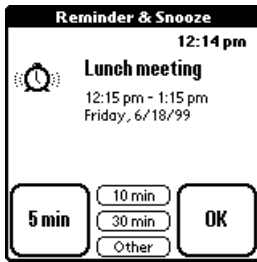 Reminder & Snooze
12:14 pm
Lunch meeting
12:15 pm - 1:15 pm
Friday, 6/18/99
10 min
5 min
30 min
OK
Other